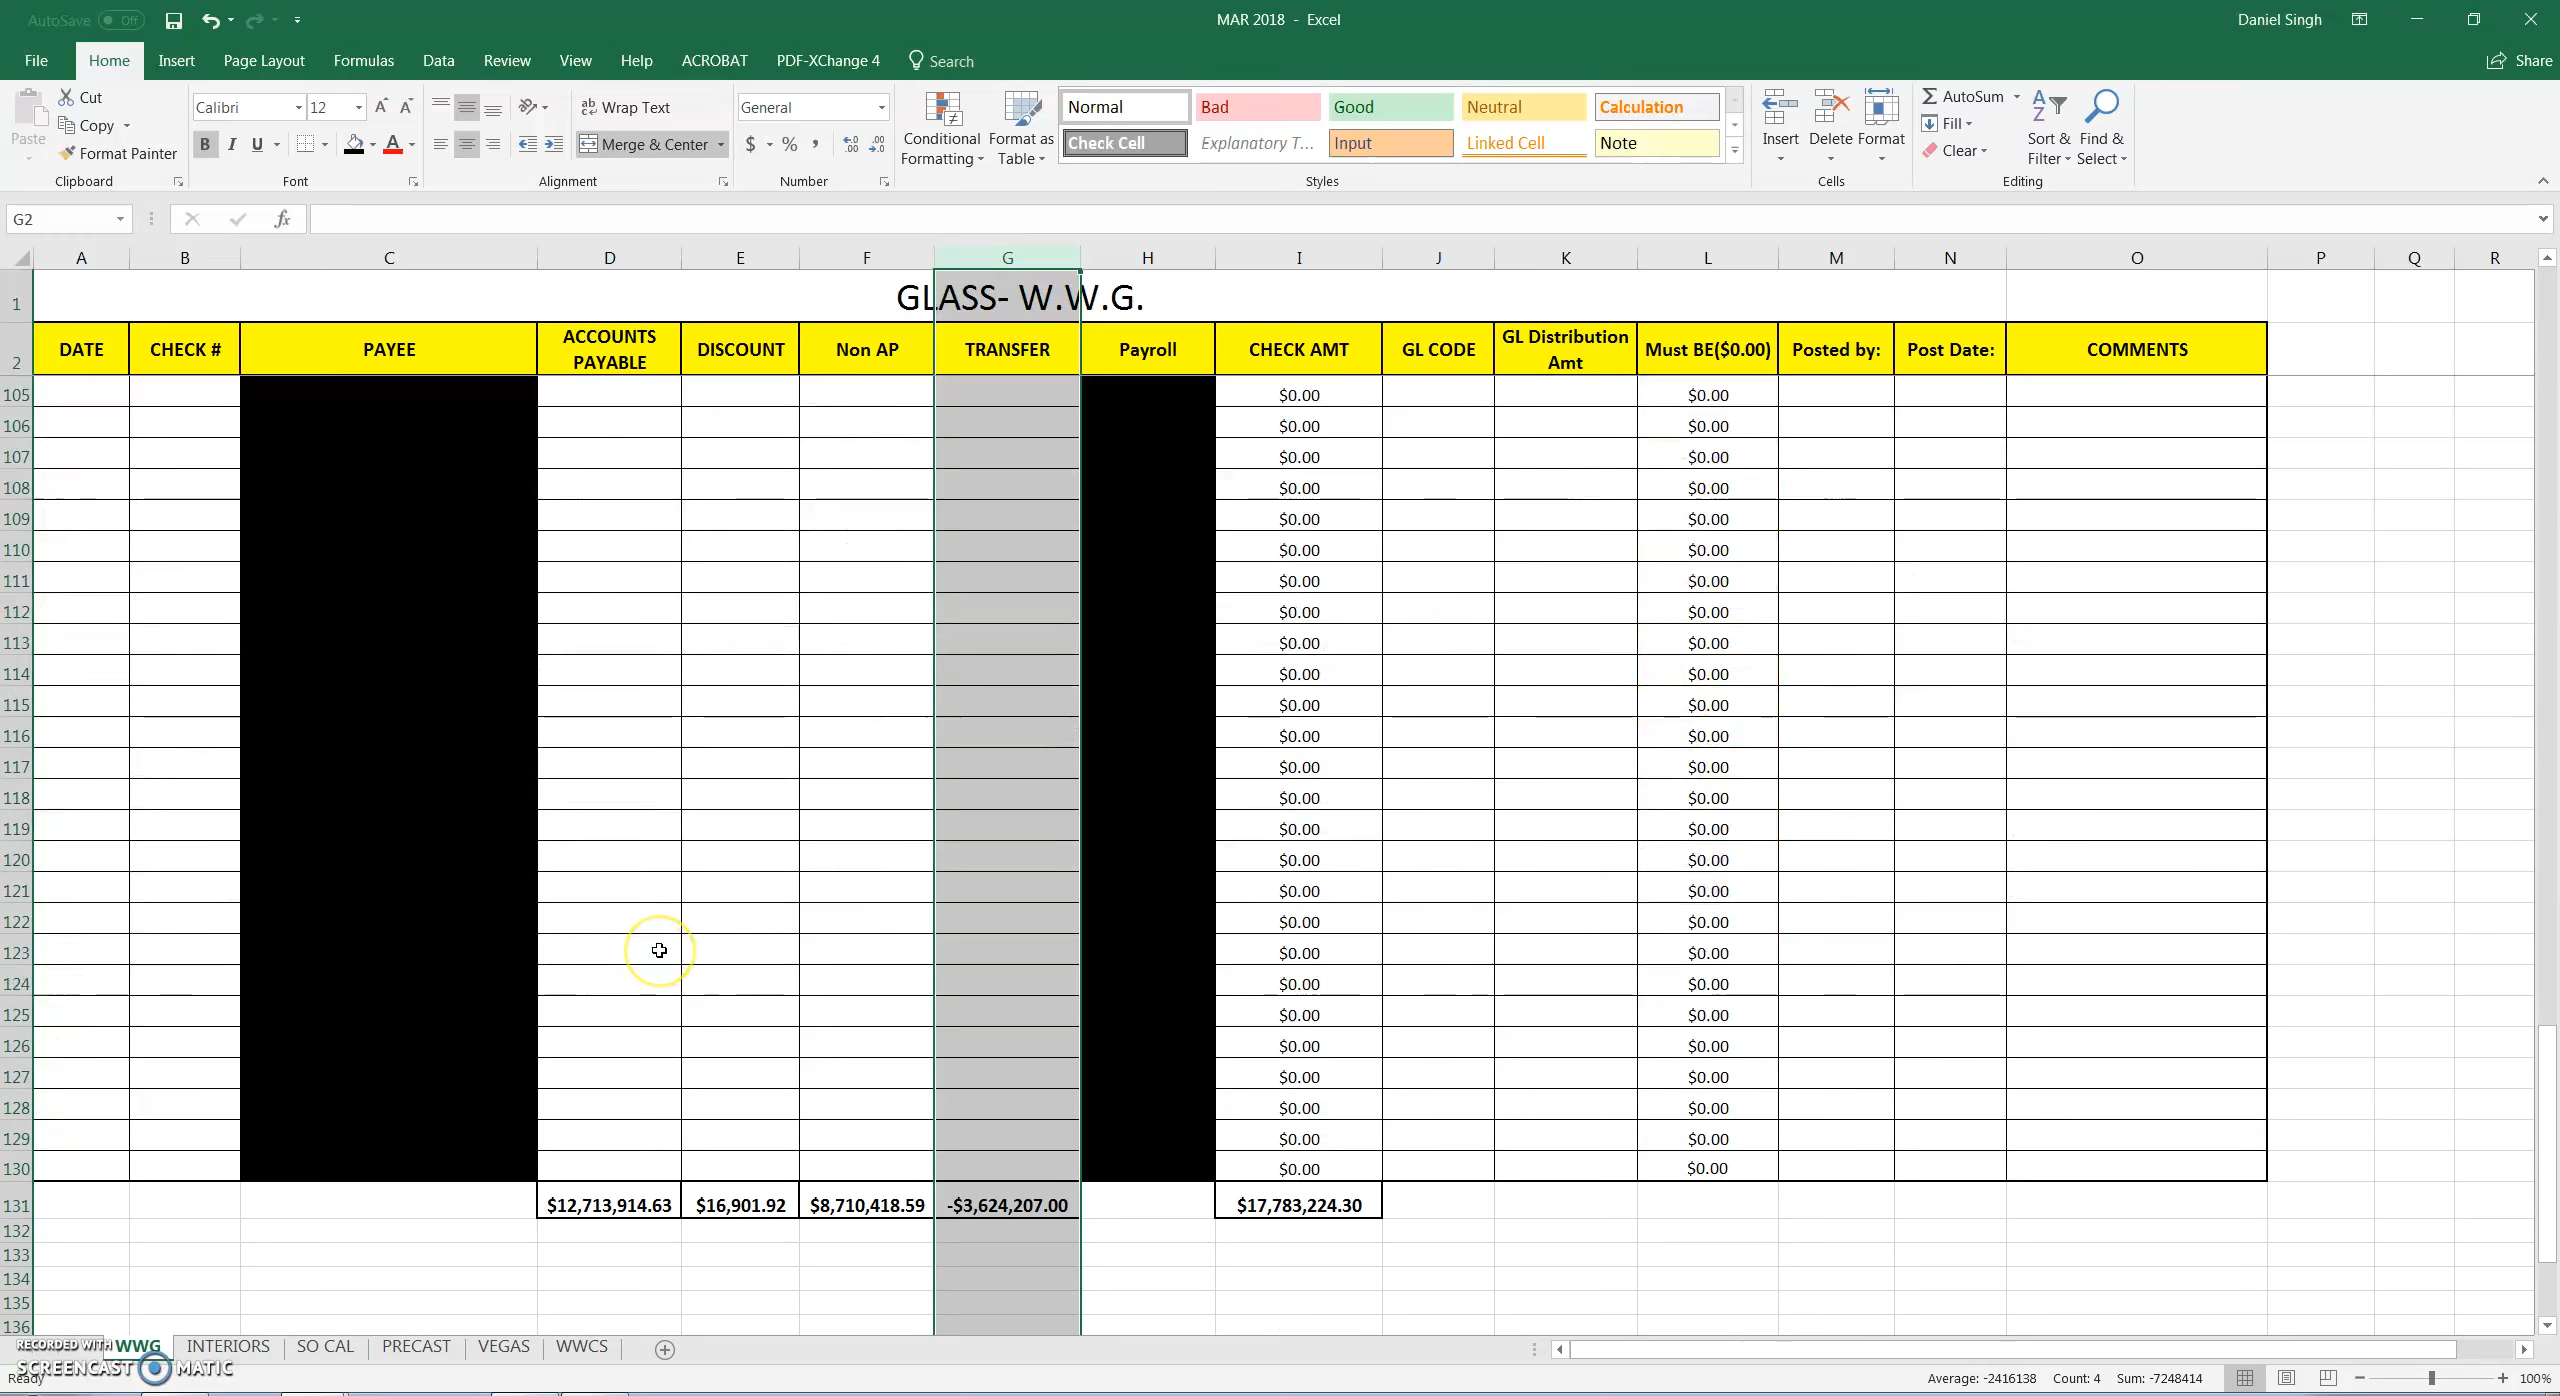 AutoSave Off MAR 2018 - Excel Daniel Singh
File Home Insert Page Layout Formulas Data Review View Help ACROBAT PDF-XChange 4 Search Share
Paste Cut Copy Format Painter
Clipboard
Calibri 12 B I U
Font
Wrap Text Merge & Center
Alignment
General $ % ,
Number
Conditional Formatting Format as Table
Normal Bad Good Neutral Calculation
Check Cell Explanatory T... Input Linked Cell Note
Styles
Insert Delete Format
Cells
AutoSum Fill Clear Sort & Filter Find & Select
Editing
G2 fx
A B C D E F G H I J K L M N O P Q R
1 GLASS- W.W.G.
2 DATE CHECK # PAYEE ACCOUNTS PAYABLE DISCOUNT Non AP TRANSFER Payroll CHECK AMT GL CODE GL Distribution Amt Must BE($0.00) Posted by: Post Date: COMMENTS
105 $0.00 $0.00
106 $0.00 $0.00
107 $0.00 $0.00
108 $0.00 $0.00
109 $0.00 $0.00
110 $0.00 $0.00
111 $0.00 $0.00
112 $0.00 $0.00
113 $0.00 $0.00
114 $0.00 $0.00
115 $0.00 $0.00
116 $0.00 $0.00
117 $0.00 $0.00
118 $0.00 $0.00
119 $0.00 $0.00
120 $0.00 $0.00
121 $0.00 $0.00
122 $0.00 $0.00
123 $0.00 $0.00
124 $0.00 $0.00
125 $0.00 $0.00
126 $0.00 $0.00
127 $0.00 $0.00
128 $0.00 $0.00
129 $0.00 $0.00
130 $0.00 $0.00
131 $12,713,914.63 $16,901.92 $8,710,418.59 -$3,624,207.00 $17,783,224.30
132
133
134
135
136
WWG INTERIORS SO CAL PRECAST VEGAS WWCS
RECORDED WITH
SCREENCAST MATIC
Ready Average: -2416138 Count: 4 Sum: -7248414 100%